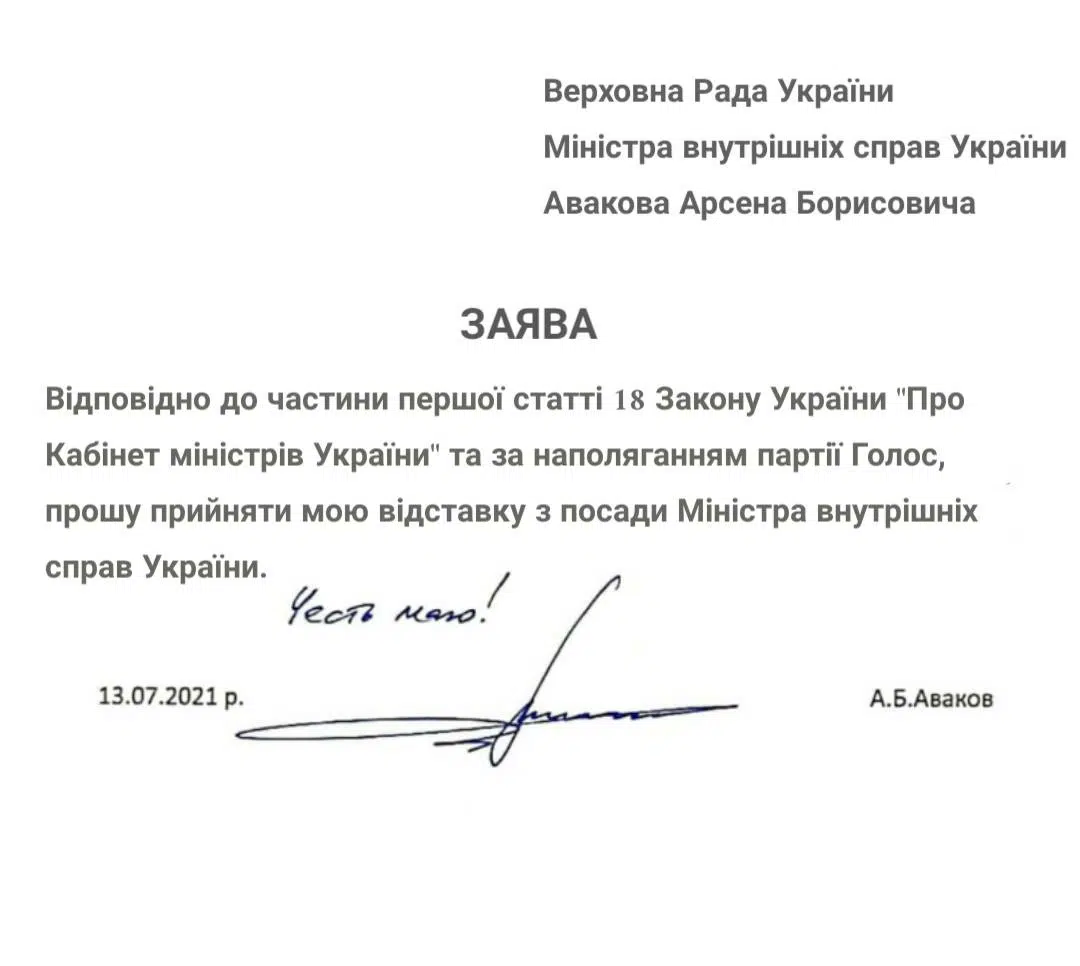 Верховна Рада України
Міністра внутрішніх справ України
Авакова Арсена Борисовича
ЗАЯВА
Відповідно до частини першої статті 18 Закону України "Про
Кабінет міністрів України" та за наполяганням партії Голос,
прошу прийняти мою відставку з посади Міністра внутрішніх
справ України.
Честь маю!
13.07.2021 р.
А.Б.Аваков